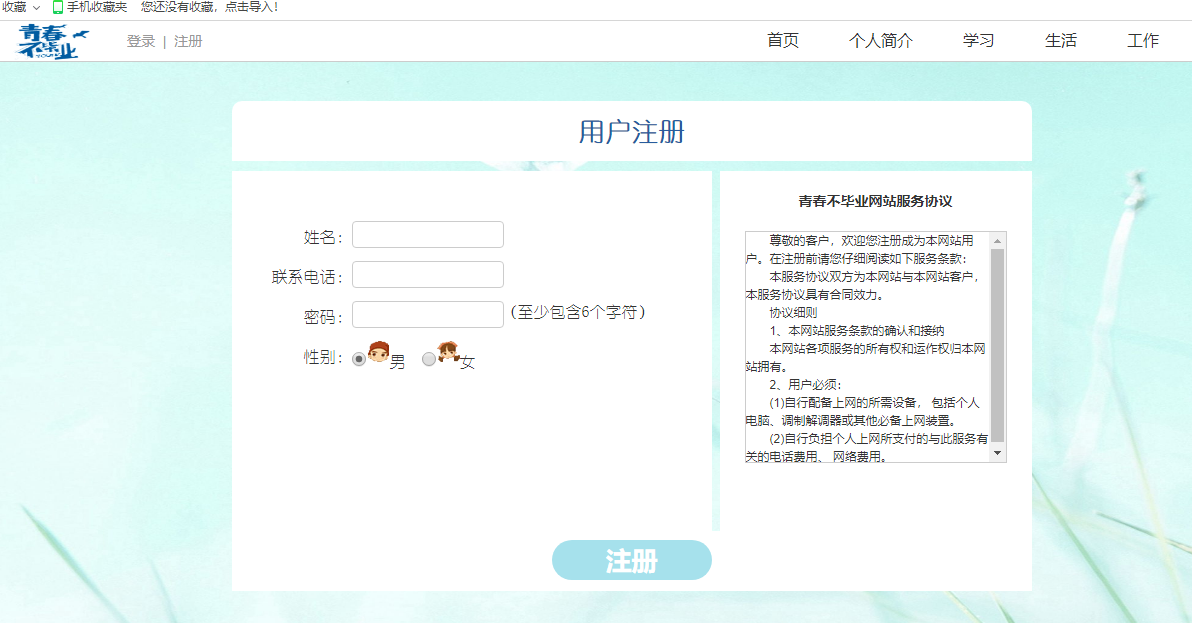 收藏 手机收藏夹 您还没有收藏，点击导入！
青春不毕业 登录 | 注册 首页 个人简介 学习 生活 工作
用户注册
姓名：
联系电话：
密码： （至少包含6个字符）
性别： 男 女
青春不毕业网站服务协议
尊敬的客户，欢迎您注册成为本网站用
户。在注册前请您仔细阅读如下服务条款：
本服务协议双方为本网站与本网站客户，
本服务协议具有合同效力。
协议细则
1、本网站服务条款的确认和接纳
本网站各项服务的所有权和运作权归本网
站拥有。
2、用户必须：
(1)自行配备上网的所需设备， 包括个人
电脑、调制解调器或其他必备上网装置。
(2)自行负担个人上网所支付的与此服务有
关的电话费用、 网络费用。
注册